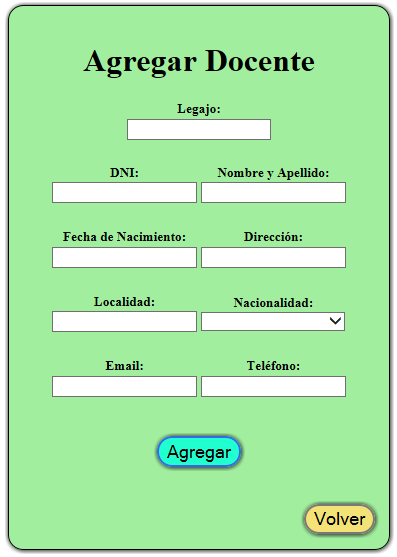 Agregar Docente
Legajo:
DNI: Nombre y Apellido:
Fecha de Nacimiento: Dirección:
Localidad: Nacionalidad:
Email: Teléfono:
Agregar
Volver